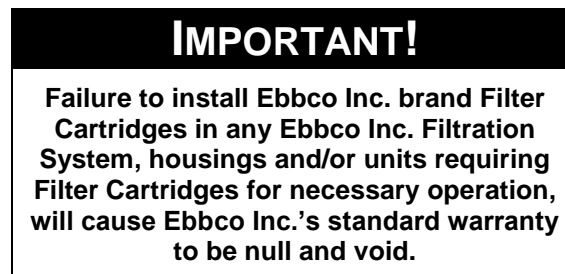 IMPORTANT!
Failure to install Ebbco Inc. brand Filter
Cartridges in any Ebbco Inc. Filtration
System, housings and/or units requiring
Filter Cartridges for necessary operation,
will cause Ebbco Inc.’s standard warranty
to be null and void.